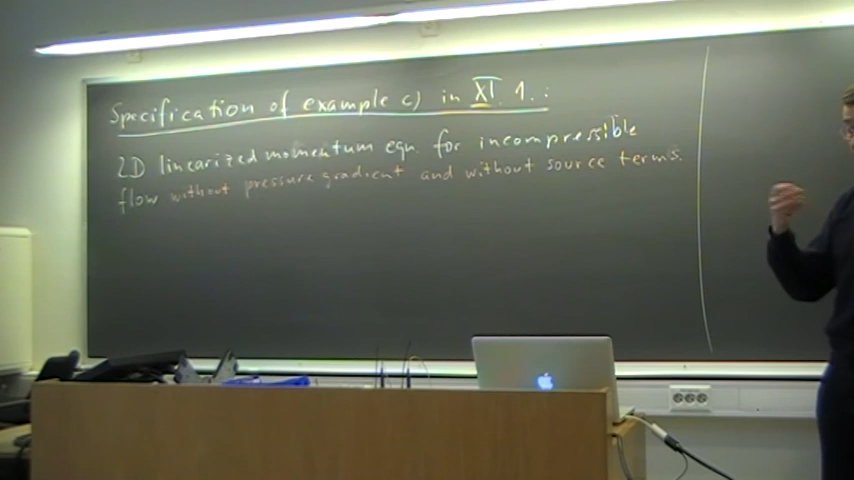 Specification of example c) in XI. 1.:
2D linearized momentum eqn. for incompressible
flow without pressure gradient and without source terms.